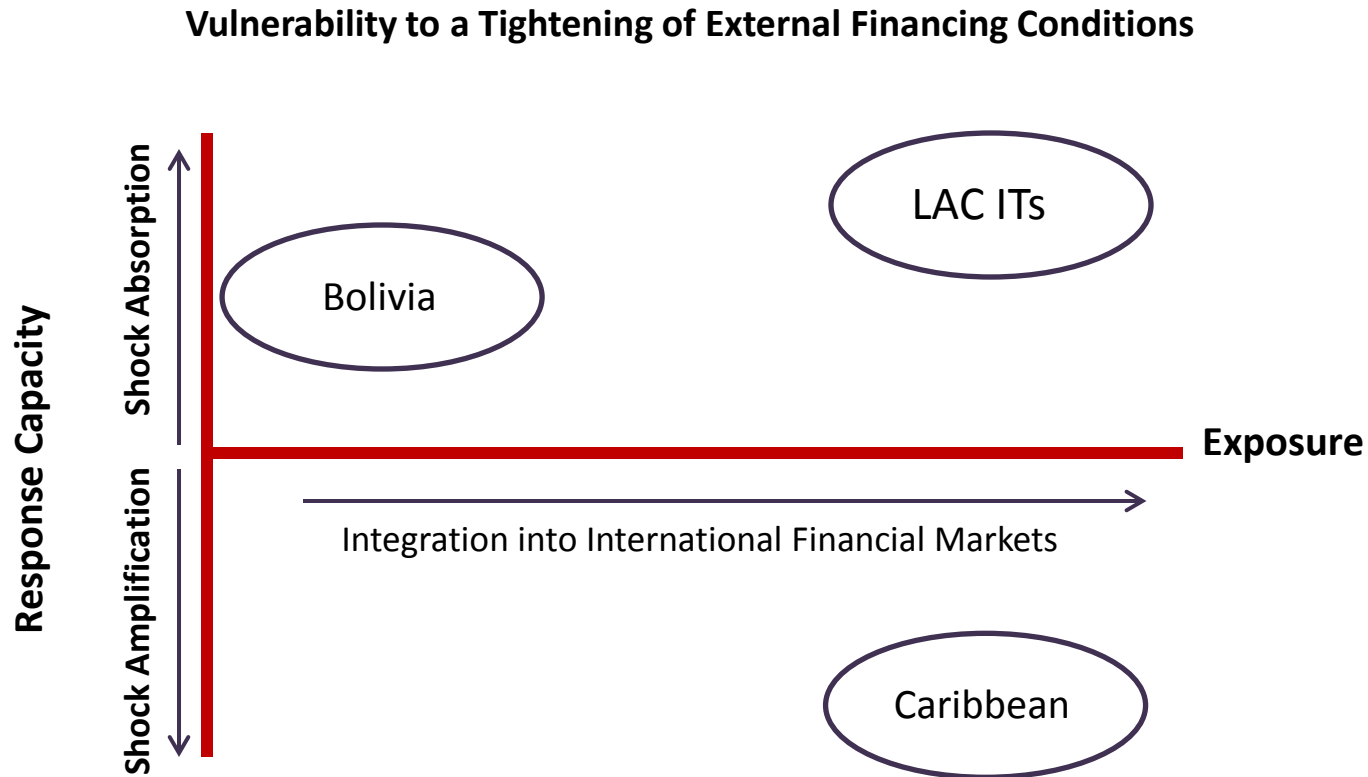 Vulnerability to a Tightening of External Financing Conditions
Response Capacity
Shock Absorption
Shock Amplification
LAC ITs
Bolivia
Exposure
Integration into International Financial Markets
Caribbean